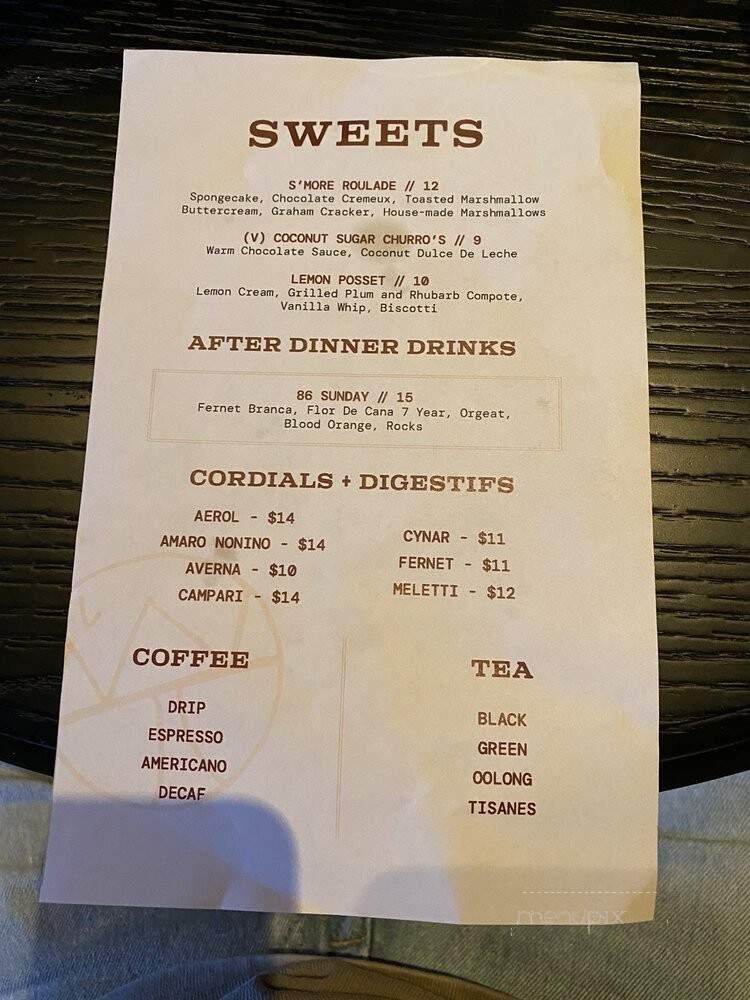 SWEETS
S'MORE ROULADE // 12
Spongecake, Chocolate Cremeux, Toasted Marshmallow
Buttercream, Graham Cracker, House-made Marshmallows
(V) COCONUT SUGAR CHURRO'S // 9
Warm Chocolate Sauce, Coconut Dulce De Leche
LEMON POSSET // 10
Lemon Cream, Grilled Plum and Rhubarb Compote,
Vanilla Whip, Biscotti
AFTER DINNER DRINKS
86 SUNDAY // 15
Fernet Branca, Flor De Cana 7 Year, Orgeat,
Blood Orange, Rocks
CORDIALS + DIGESTIFS
AEROL - $14
AMARO NONINO - $14
AVERNA - $10
CAMPARI - $14
CYNAR - $11
FERNET - $11
MELETTI - $12
COFFEE
DRIP
ESPRESSO
AMERICANO
DECAF
TEA
BLACK
GREEN
OOLONG
TISANES
menupix